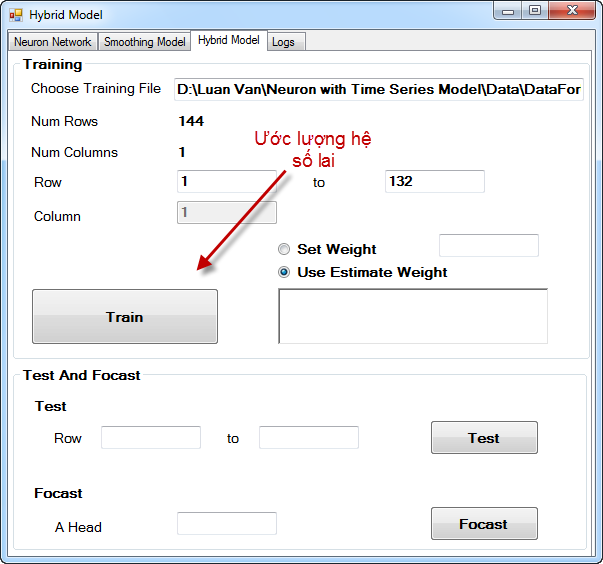 Hybrid Model
Neuron Network Smoothing Model Hybrid Model Logs
Training
Choose Training File D:\Luan Van\Neuron with Time Series Model\Data\DataFor
Num Rows 144
Num Columns 1
Ước lượng hệ
số lai
Row 1 to 132
Column 1
Set Weight
Use Estimate Weight
Train
Test And Focast
Test
Row to Test
Focast
A Head Focast